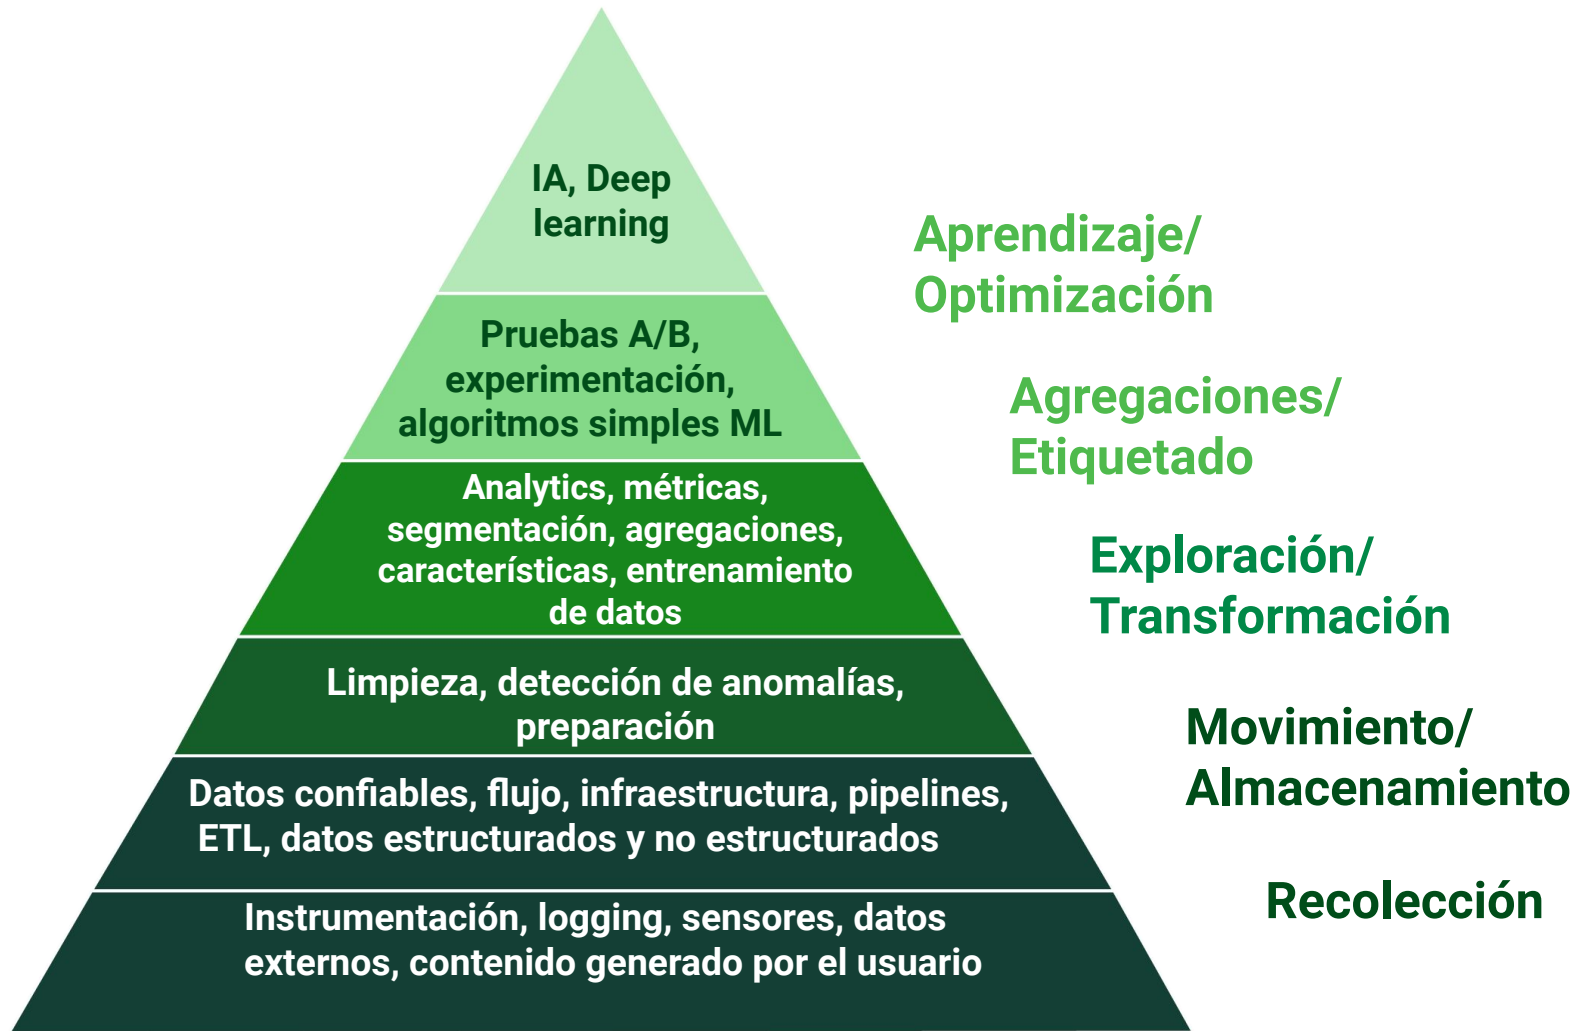 IA, Deep
learning
Aprendizaje/
Optimización
Pruebas A/B,
experimentación,
algoritmos simples ML
Agregaciones/
Etiquetado
Analytics, métricas,
segmentación, agregaciones,
características, entrenamiento
de datos
Exploración/
Transformación
Limpieza, detección de anomalías,
preparación
Movimiento/
Almacenamiento
Datos confiables, flujo, infraestructura, pipelines,
ETL, datos estructurados y no estructurados
Recolección
Instrumentación, logging, sensores, datos
externos, contenido generado por el usuario